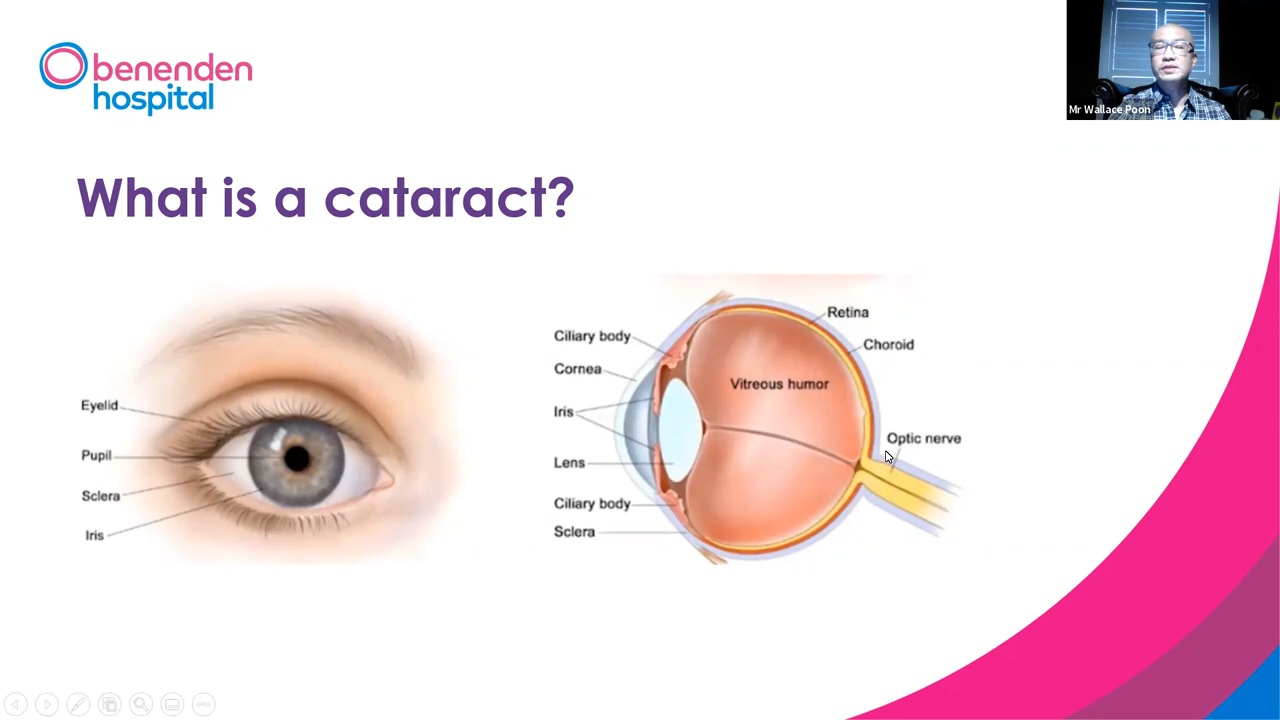 benenden
hospital
Mr Wallace Poon
What is a cataract?
Eyelid
Pupil
Sclera
Iris
Ciliary body
Cornea
Iris
Lens
Ciliary body
Sclera
Retina
Choroid
Vitreous humor
Optic nerve